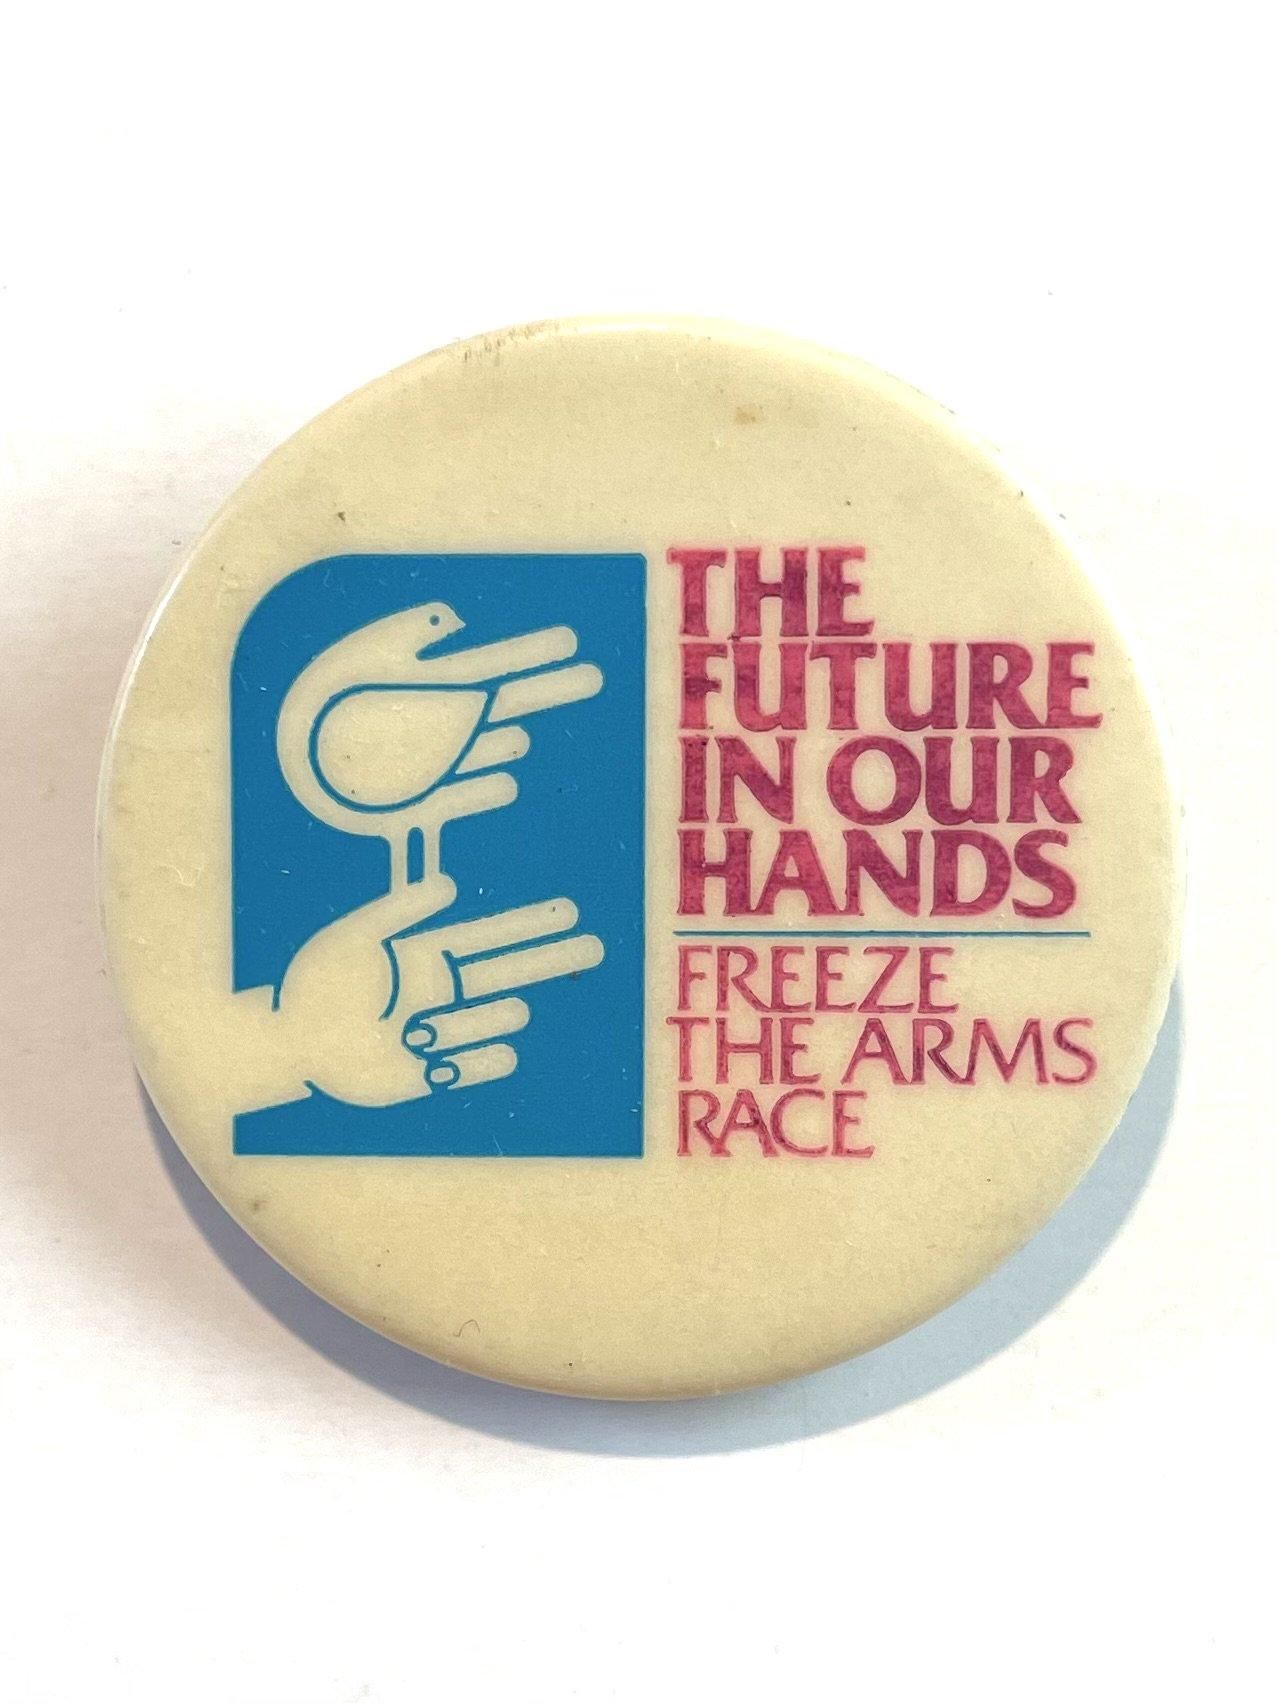 THE
FUTURE
IN OUR
HANDS
FREEZE
THE ARMS
RACE